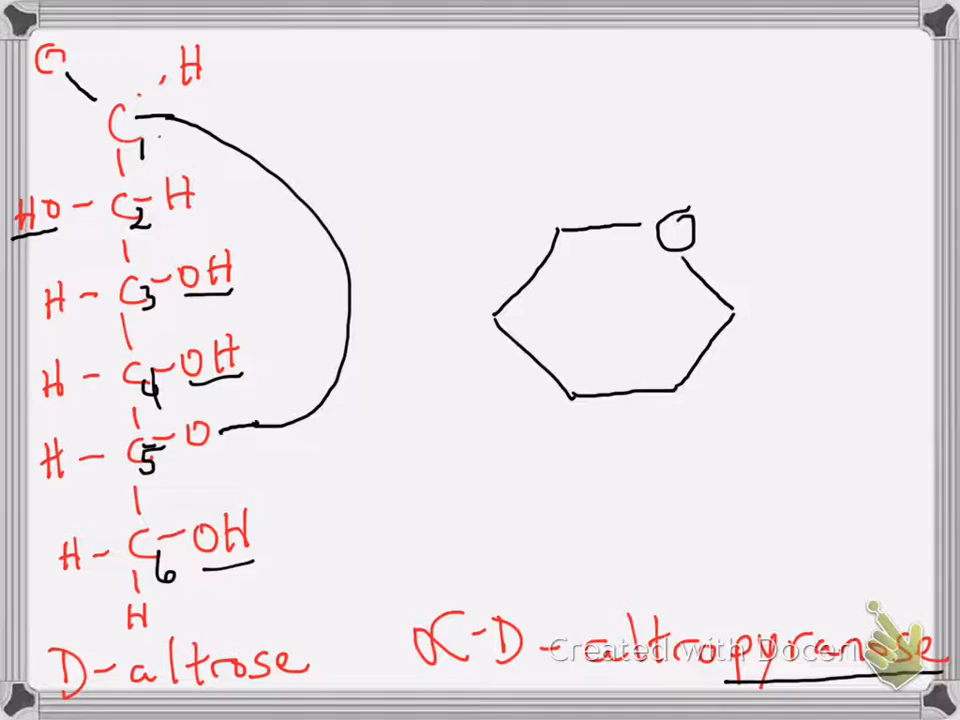 O H
C 1
HO - C 2 - H
H - C 3 - OH
H - C 4 - OH
H - C 5 - O
H - C 6 - OH
H
O
D-altrose
α-D-altropyranose
Created with Doceri